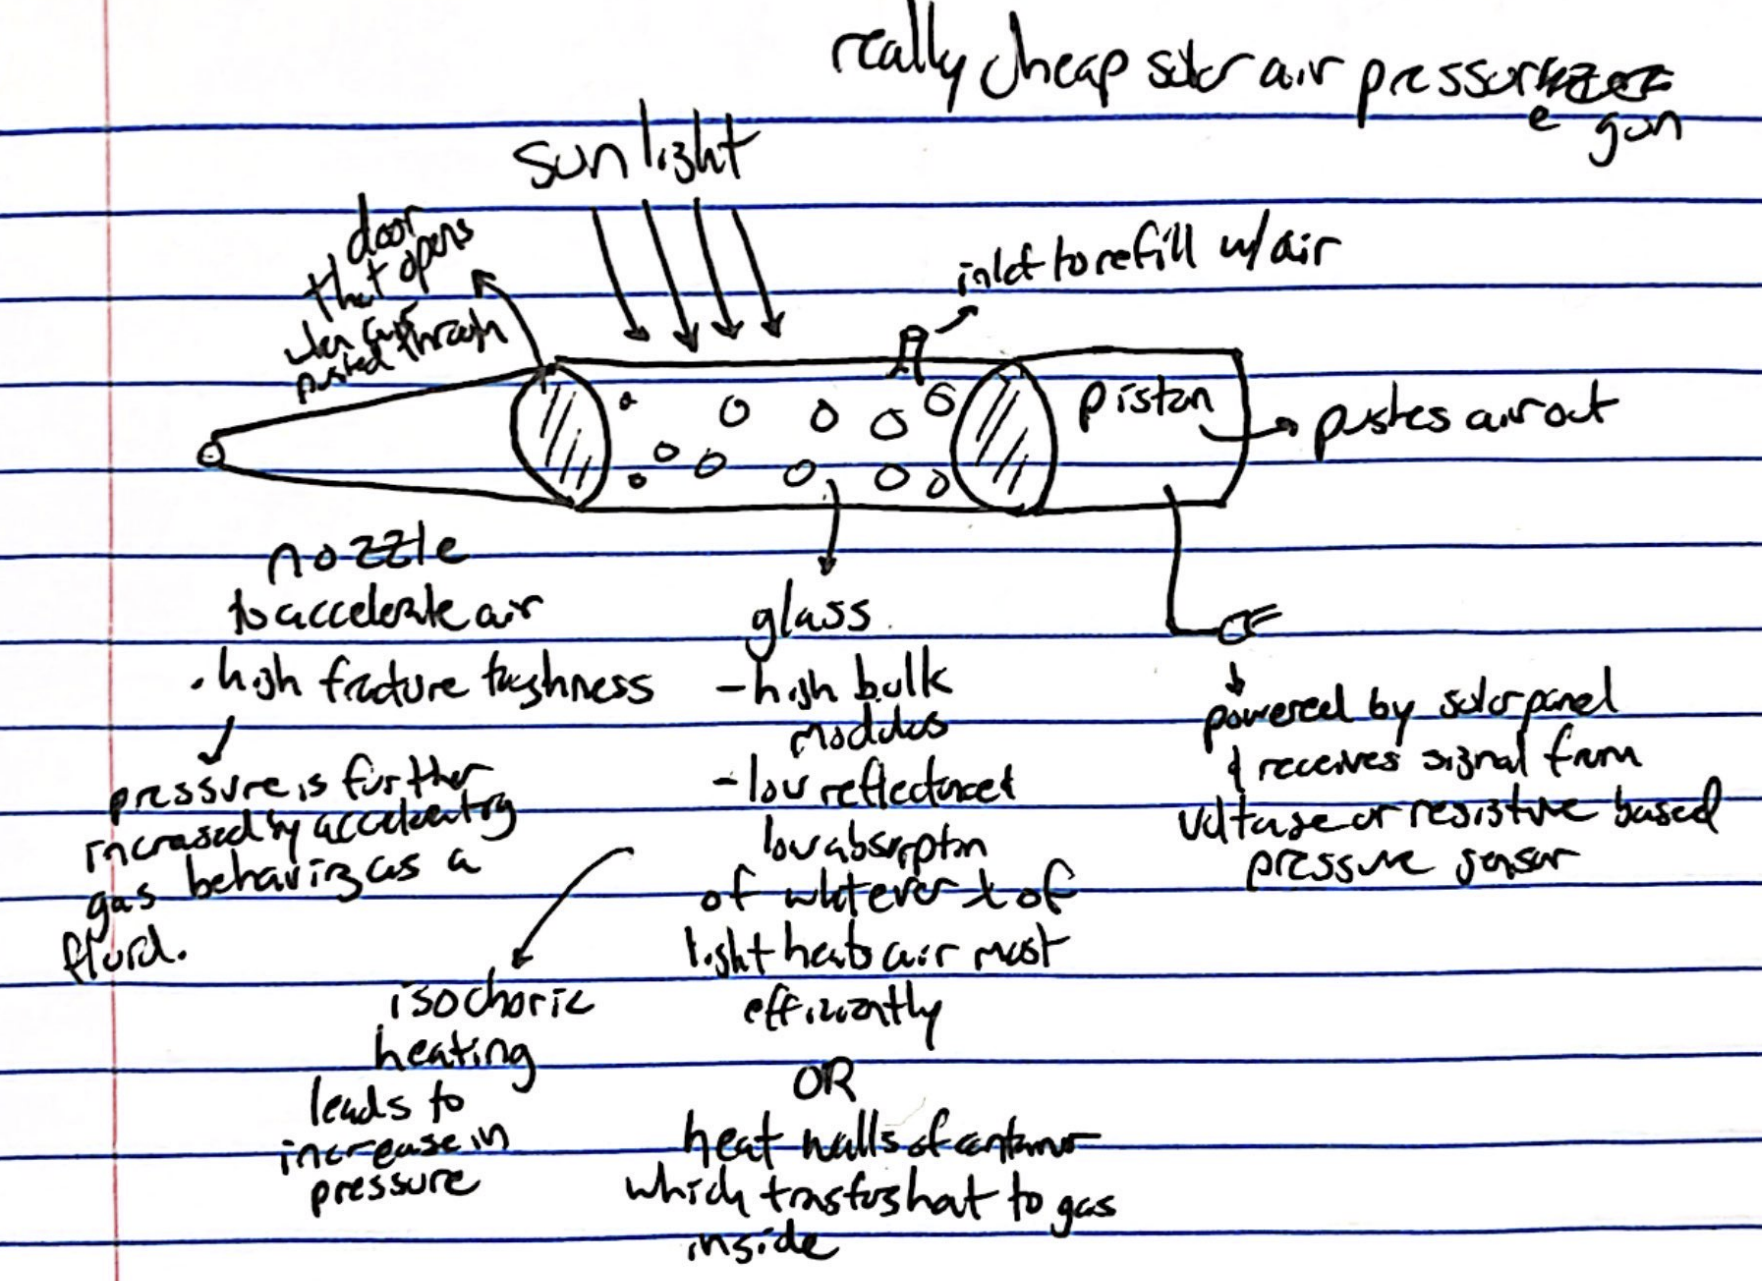 really cheap solar air pressure
gun
sunlight
door
that opens
when air
pushed through
inlet to refill w/ air
piston
pushes air out
nozzle
to accelerate air
. high fracture toughness
pressure is further
increased by accelerating
gas behaving as a
fluid.
glass
- high bulk
modulus
- low reflectance &
low absorption
of whatever λ of
light heats air most
efficiently
OR
heat walls of container
which transfers heat to gas
inside
isochoric
heating
leads to
increase in
pressure
powered by solar panel
& receives signal from
voltage or resistive based
pressure sensor